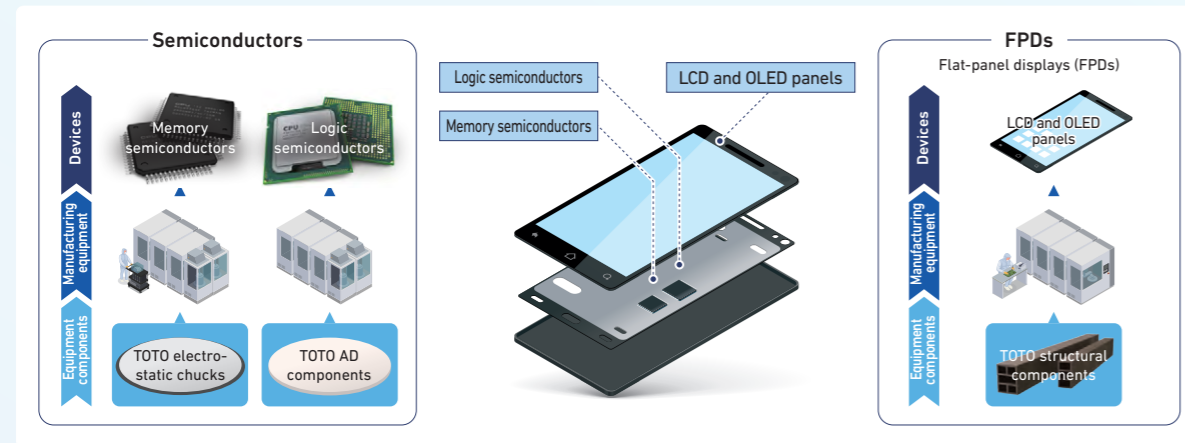 Semiconductors
Devices
Manufacturing
equipment
Equipment
components
Memory
semiconductors
Logic
semiconductors
CPU
TOTO electro-
static chucks
TOTO AD
components
Logic semiconductors
Memory semiconductors
LCD and OLED panels
FPDs
Flat-panel displays (FPDs)
Devices
Manufacturing
equipment
Equipment
components
LCD and OLED
panels
TOTO structural
components